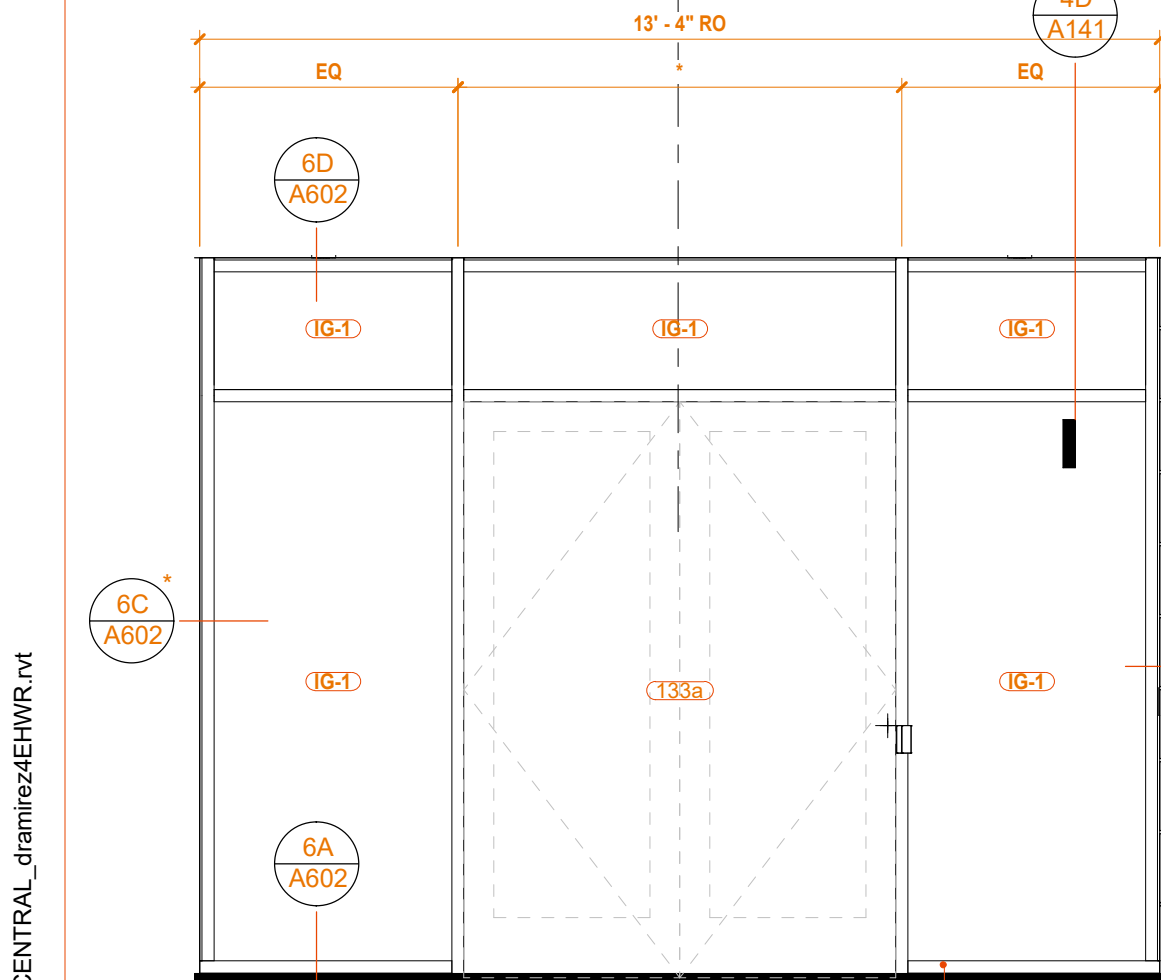 4D
A141
13' - 4" RO
EQ
*
EQ
6D
A602
IG-1
IG-1
IG-1
*
6C
A602
IG-1
133a
IG-1
6A
A602
CENTRAL_dramirez4EHWR.rvt